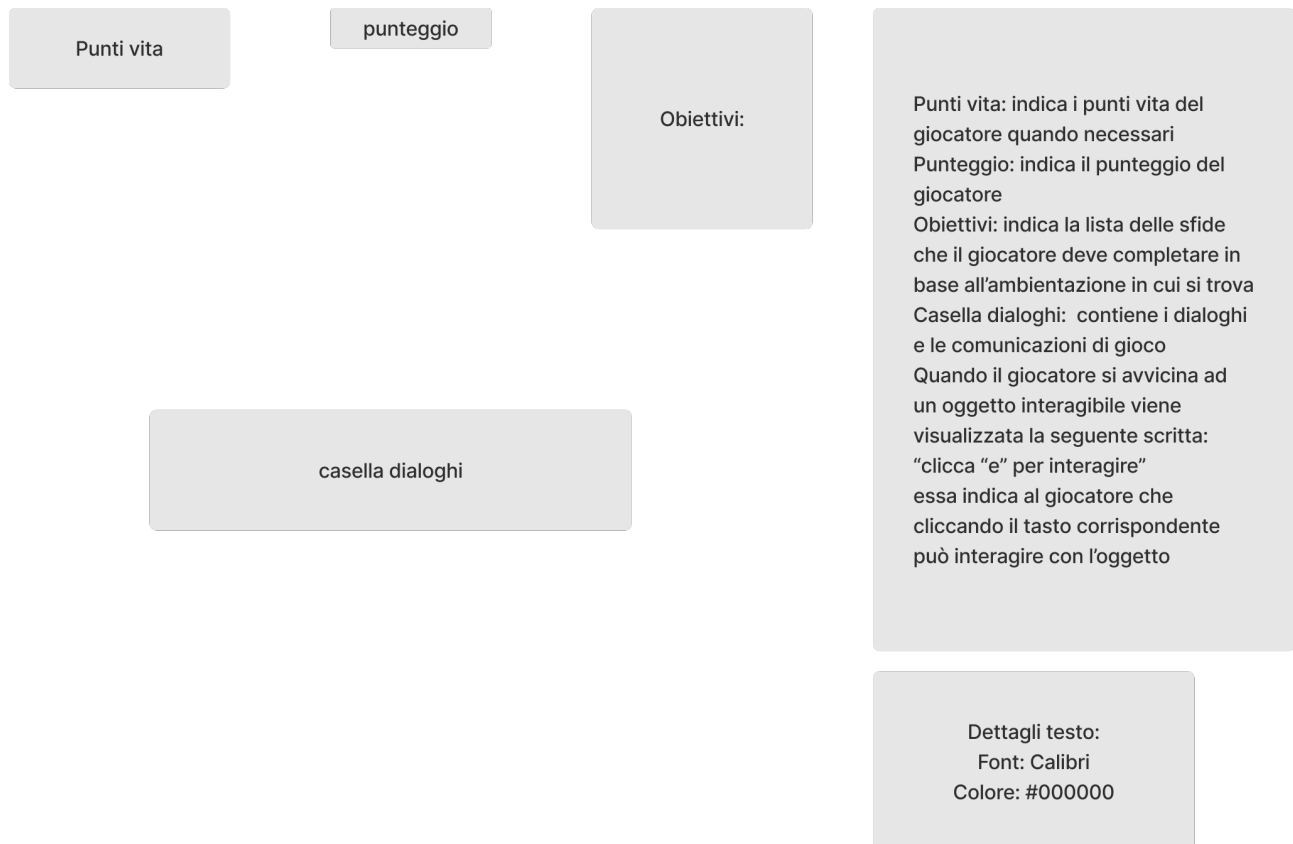 Punti vita
punteggio
Obiettivi:
casella dialoghi
Punti vita: indica i punti vita del
giocatore quando necessari
Punteggio: indica il punteggio del
giocatore
Obiettivi: indica la lista delle sfide
che il giocatore deve completare in
base all’ambientazione in cui si trova
Casella dialoghi:  contiene i dialoghi
e le comunicazioni di gioco
Quando il giocatore si avvicina ad
un oggetto interagibile viene
visualizzata la seguente scritta:
“clicca “e” per interagire”
essa indica al giocatore che
cliccando il tasto corrispondente
può interagire con l’oggetto
Dettagli testo:
Font: Calibri
Colore: #000000